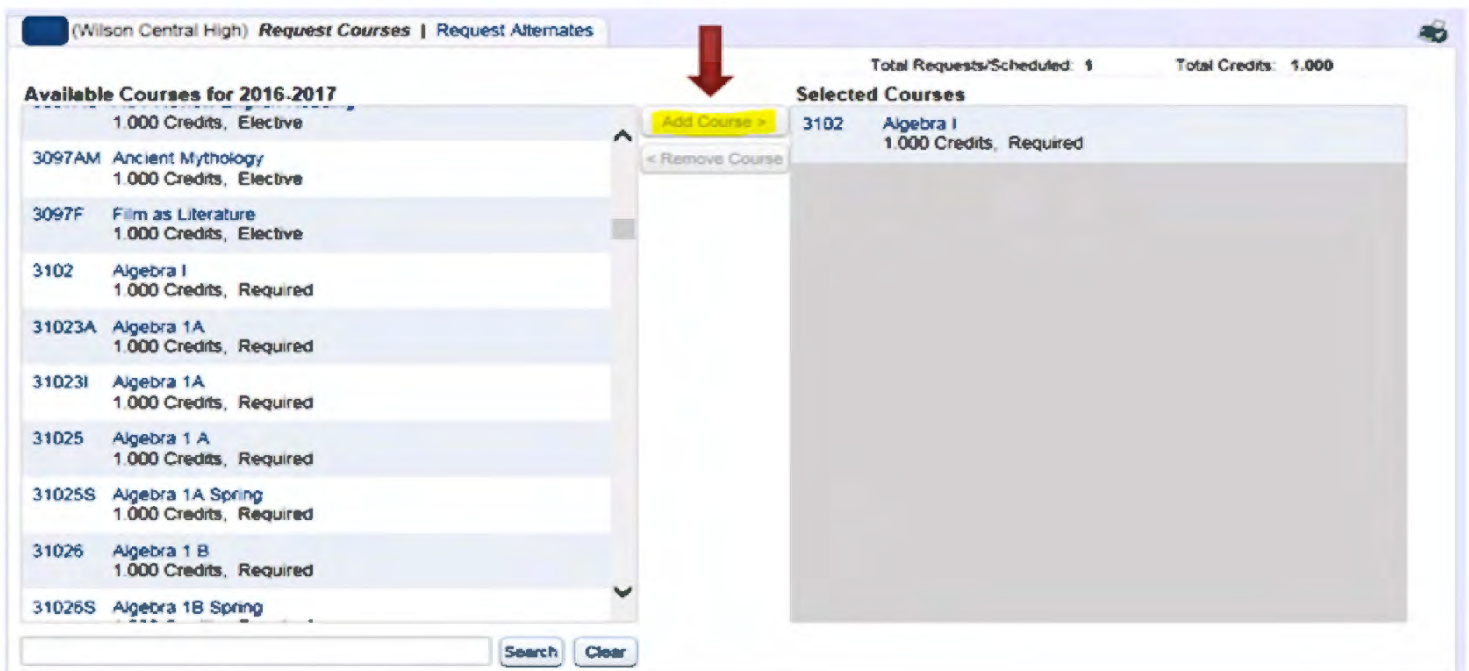 (Wilson Central High) Request Courses | Request Alternates
Total Requests/Scheduled: 1 Total Credits: 1.000
Available Courses for 2016-2017
Selected Courses
1.000 Credits, Elective
3097AM Ancient Mythology
1.000 Credits, Elective
3097F Film as Literature
1.000 Credits, Elective
3102 Algebra I
1.000 Credits, Required
31023A Algebra 1A
1.000 Credits, Required
31023I Algebra 1A
1.000 Credits, Required
31025 Algebra 1 A
1.000 Credits, Required
31025S Algebra 1A Spring
1.000 Credits, Required
31026 Algebra 1 B
1.000 Credits, Required
31026S Algebra 1B Spring
Search Clear
Add Course >
< Remove Course
3102 Algebra I
1.000 Credits, Required